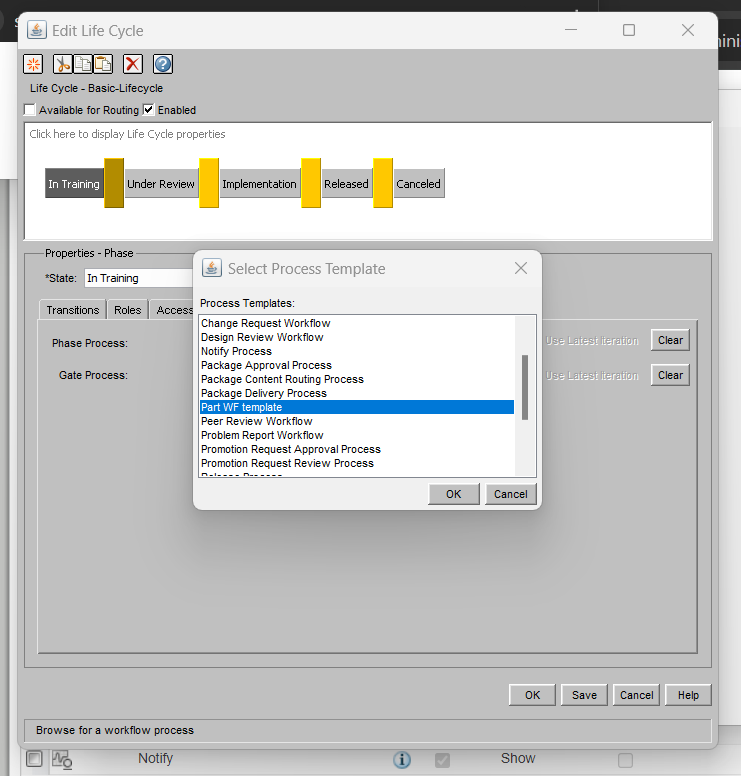 Edit Life Cycle
Life Cycle - Basic-Lifecycle
Available for Routing Enabled
Click here to display Life Cycle properties
In Training Under Review Implementation Released Canceled
Properties - Phase
*State: In Training
Transitions Roles Access
Phase Process: Use Latest Iteration Clear
Gate Process: Use Latest Iteration Clear
Select Process Template
Process Templates:
Change Request Workflow
Design Review Workflow
Notify Process
Package Approval Process
Package Content Routing Process
Package Delivery Process
Part WF template
Peer Review Workflow
Problem Report Workflow
Promotion Request Approval Process
Promotion Request Review Process
OK Cancel
OK Save Cancel Help
Browse for a workflow process
Notify Show